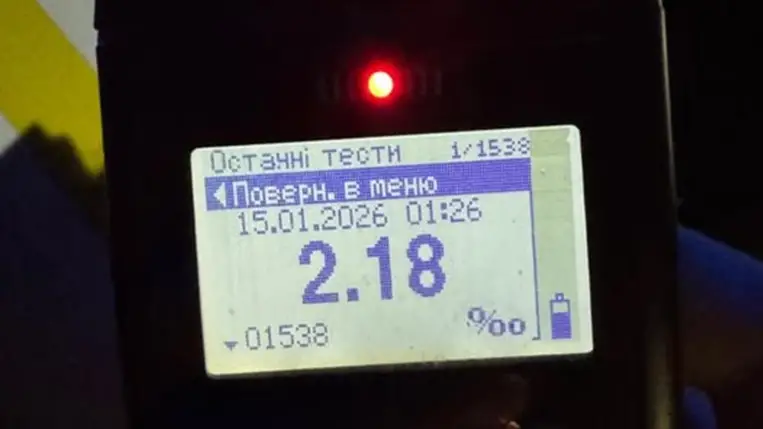 Останні тести 1/1538
Поверн. в меню
15.01.2026 01:26
2.18
‰
01538